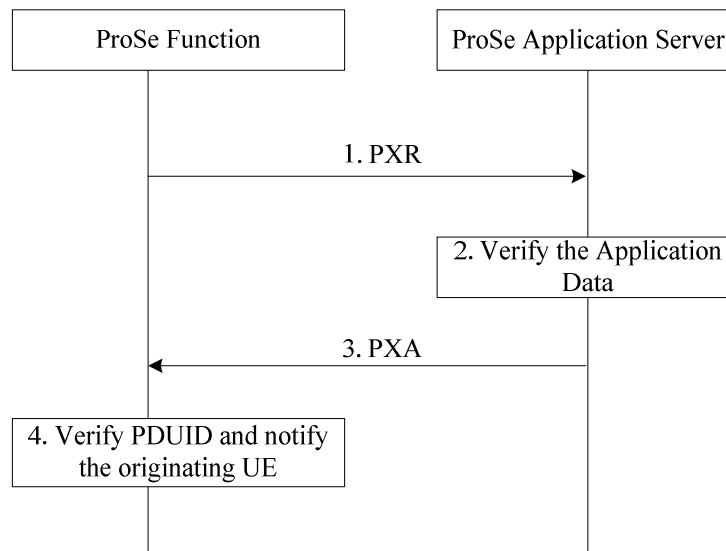 ProSe Function
ProSe Application Server
1. PXR
2. Verify the Application
Data
3. PXA
4. Verify PDUID and notify
the originating UE